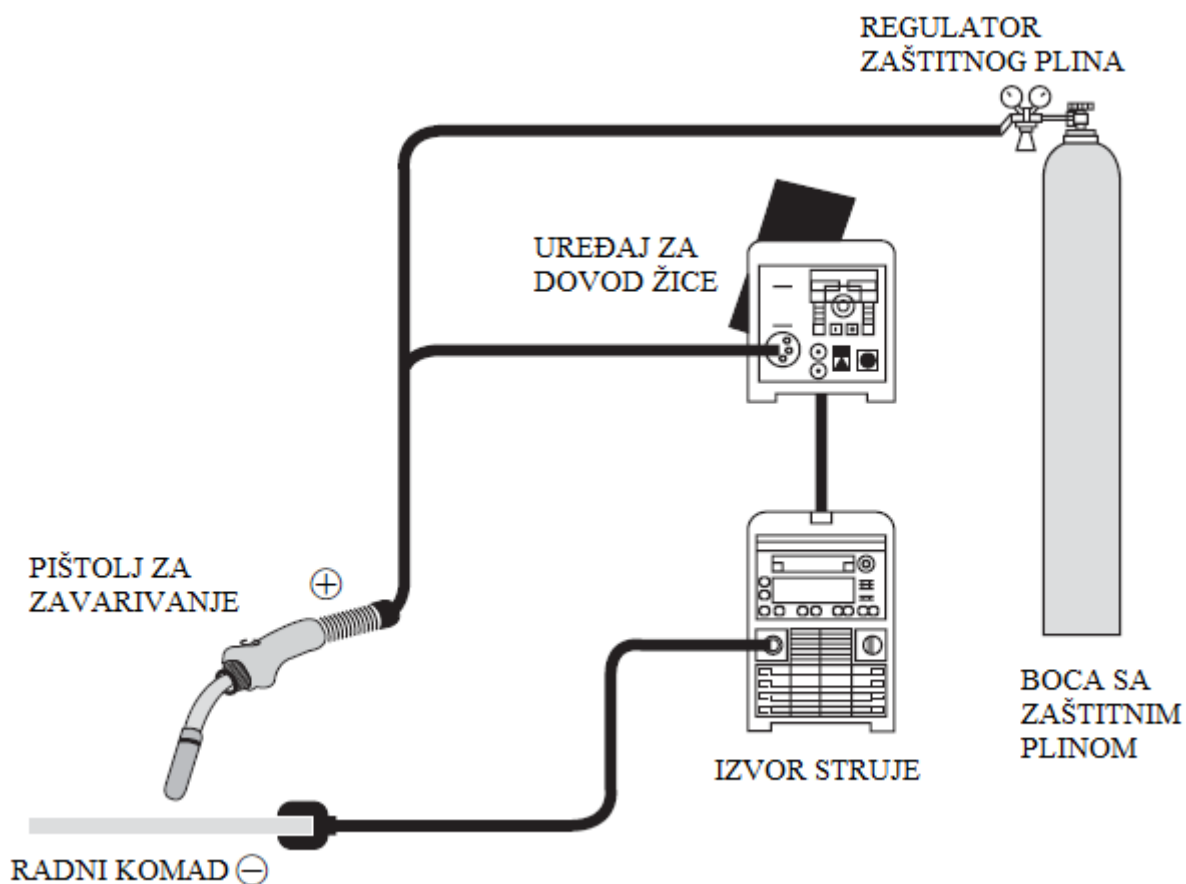 REGULATOR
ZAŠTITNOG PLINA
UREĐAJ ZA
DOVOD ŽICE
PIŠTOLJ ZA
ZAVARIVANJE
+
BOCA SA
ZAŠTITNIM
PLINOM
IZVOR STRUJE
RADNI KOMAD −